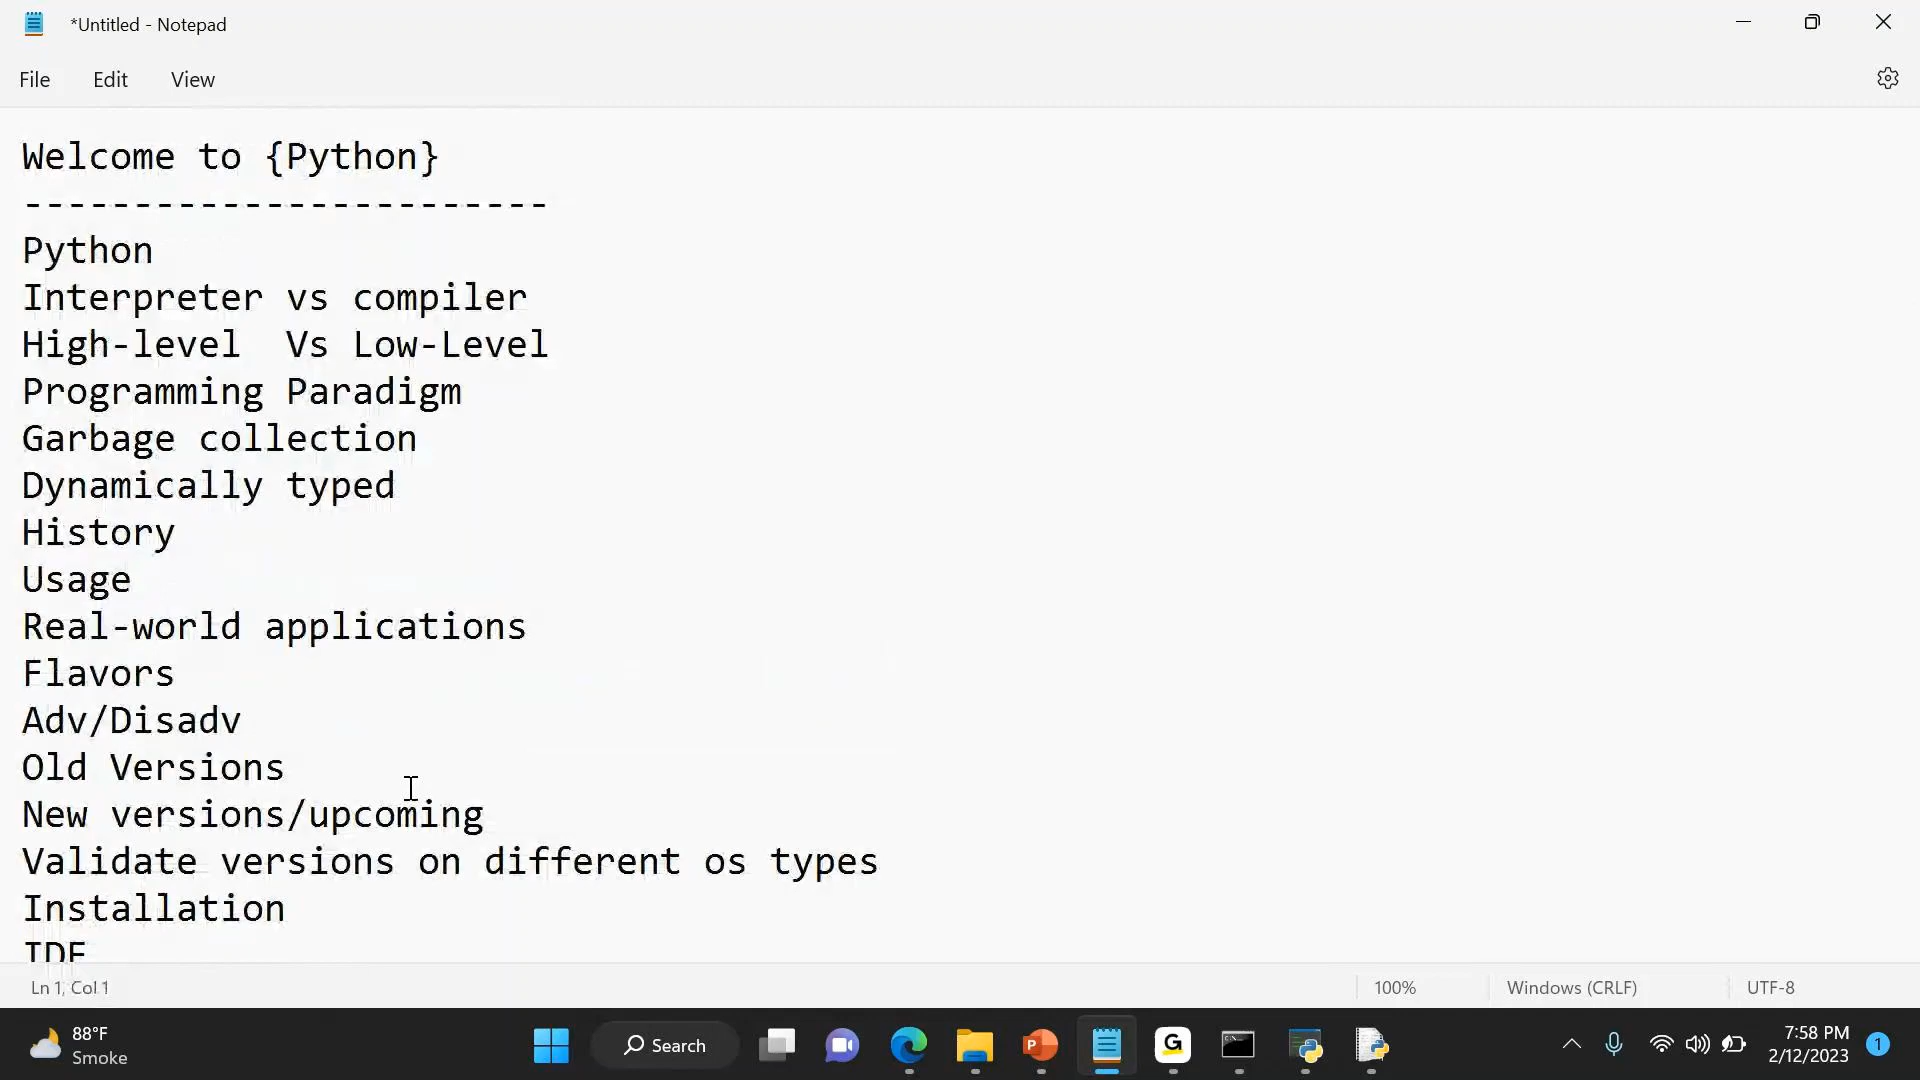 *Untitled - Notepad
File Edit View
Welcome to {Python}
------------------------
Python
Interpreter vs compiler
High-level  Vs Low-Level
Programming Paradigm
Garbage collection
Dynamically typed
History
Usage
Real-world applications
Flavors
Adv/Disadv
Old Versions
New versions/upcoming
Validate versions on different os types
Installation
IDE
Ln 1, Col 1 100% Windows (CRLF) UTF-8
88°F
Smoke
Search
7:58 PM
2/12/2023
1